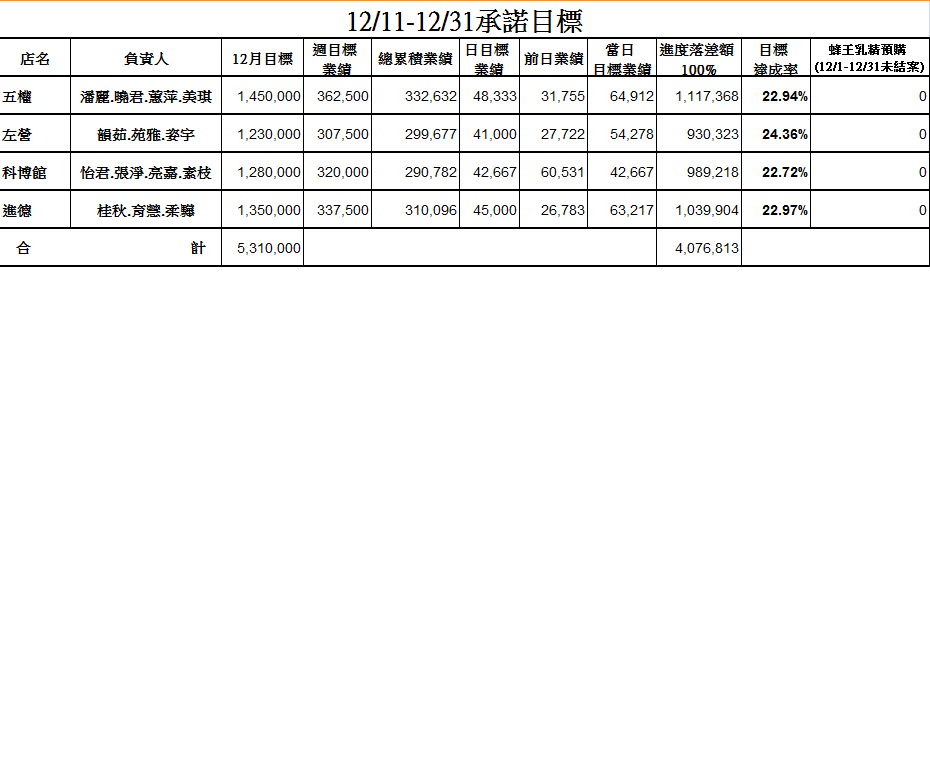 12/11-12/31承諾目標
店名 負責人 12月目標 週目標業績 總累積業績 日目標業績 前日業績 當日目標業績 進度落差額100% 目標達成率 蜂王乳精預購(12/1-12/31未結案)
五權 潘麗.曉君.蕙萍.美琪 1,450,000 362,500 332,632 48,333 31,755 64,912 1,117,368 22.94% 0
左營 韻茹.苑雅.姿宇 1,230,000 307,500 299,677 41,000 27,722 54,278 930,323 24.36% 0
科博館 怡君.張淨.亮嘉.素枝 1,280,000 320,000 290,782 42,667 60,531 42,667 989,218 22.72% 0
進德 桂秋.育慧.柔驊 1,350,000 337,500 310,096 45,000 26,783 63,217 1,039,904 22.97% 0
合 計 5,310,000 4,076,813